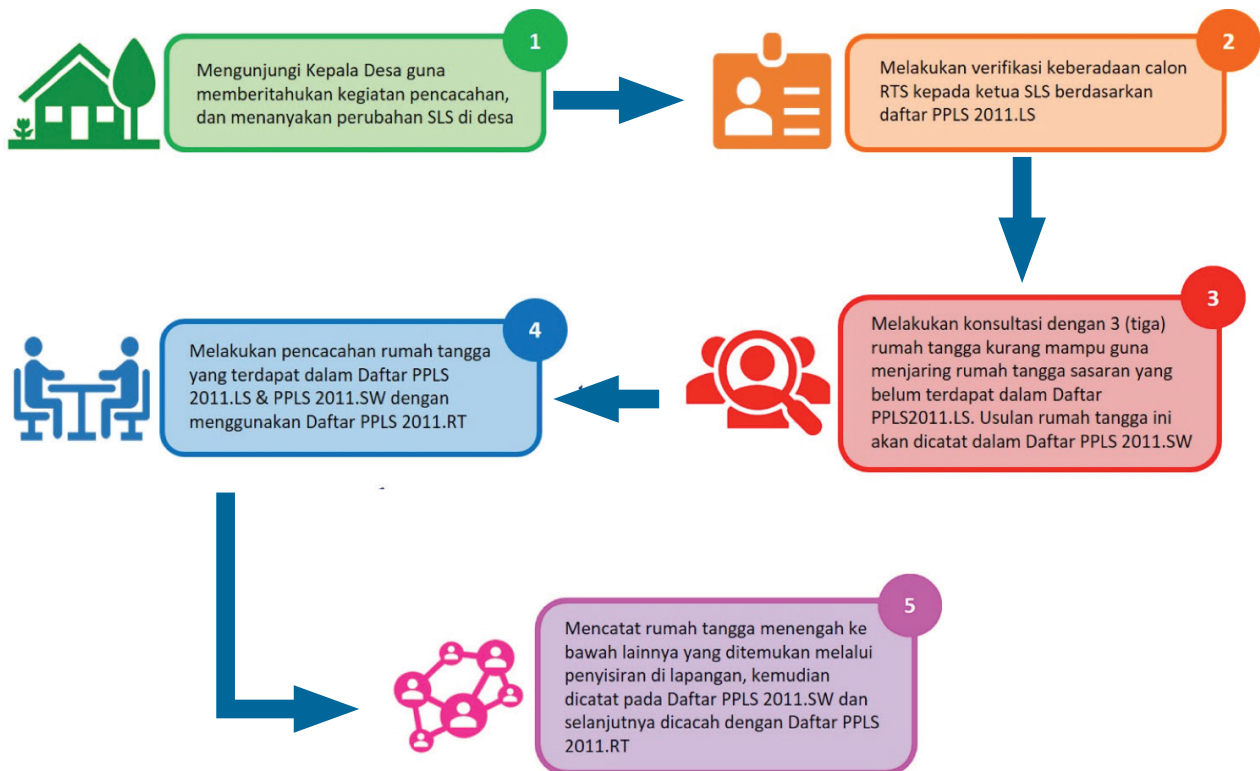 1
Mengunjungi Kepala Desa guna
memberitahukan kegiatan pencacahan,
dan menanyakan perubahan SLS di desa
2
Melakukan verifikasi keberadaan calon
RTS kepada ketua SLS berdasarkan
daftar PPLS 2011.LS
3
Melakukan konsultasi dengan 3 (tiga)
rumah tangga kurang mampu guna
menjaring rumah tangga sasaran yang
belum terdapat dalam Daftar
PPLS2011.LS. Usulan rumah tangga ini
akan dicatat dalam Daftar PPLS 2011.SW
4
Melakukan pencacahan rumah tangga
yang terdapat dalam Daftar PPLS
2011.LS & PPLS 2011.SW dengan
menggunakan Daftar PPLS 2011.RT
5
Mencatat rumah tangga menengah ke
bawah lainnya yang ditemukan melalui
penyisiran di lapangan, kemudian
dicatat pada Daftar PPLS 2011.SW dan
selanjutnya dicacah dengan Daftar PPLS
2011.RT